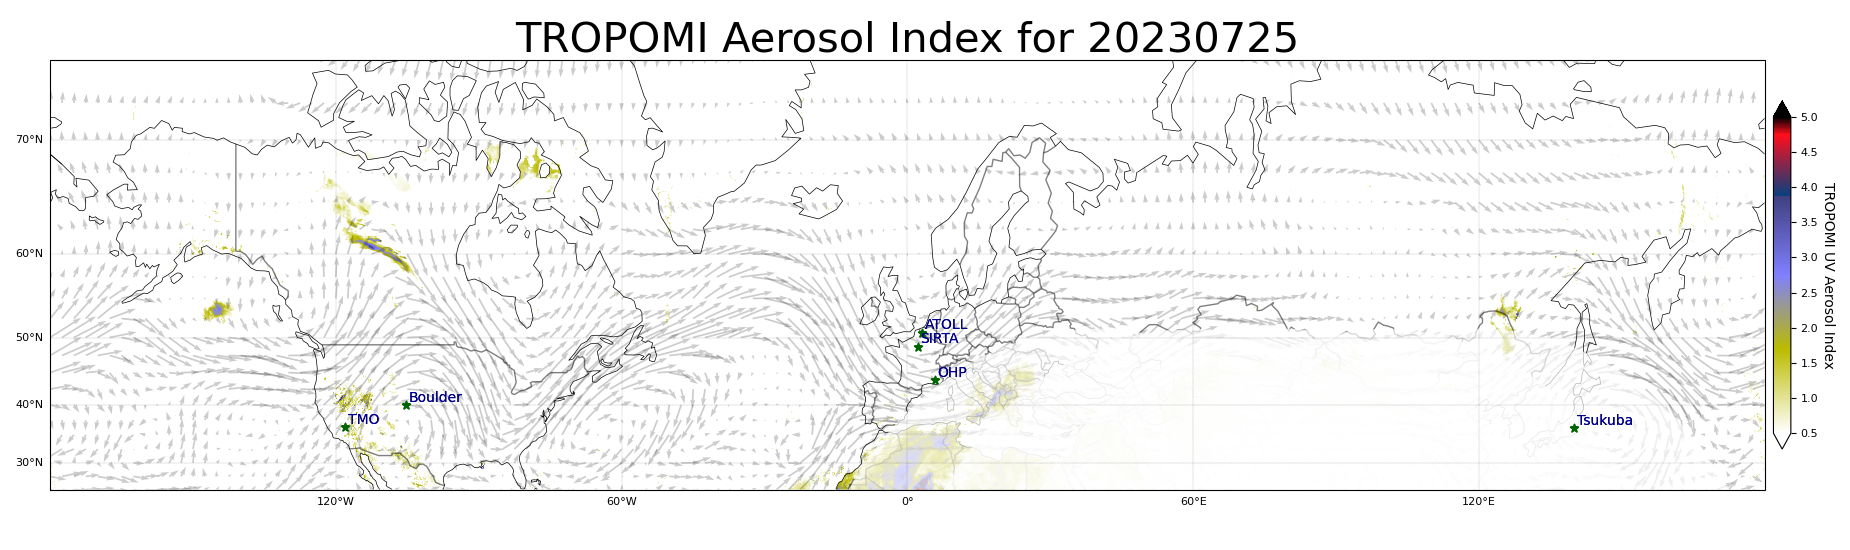 TROPOMI Aerosol Index for 20230725
70°N
60°N
50°N
40°N
30°N
120°W
60°W
0°
60°E
120°E
ATOLL
SIRTA
OHP
Boulder
TMO
Tsukuba
5.0
4.5
4.0
3.5
3.0
2.5
2.0
1.5
1.0
0.5
TROPOMI UV Aerosol Index